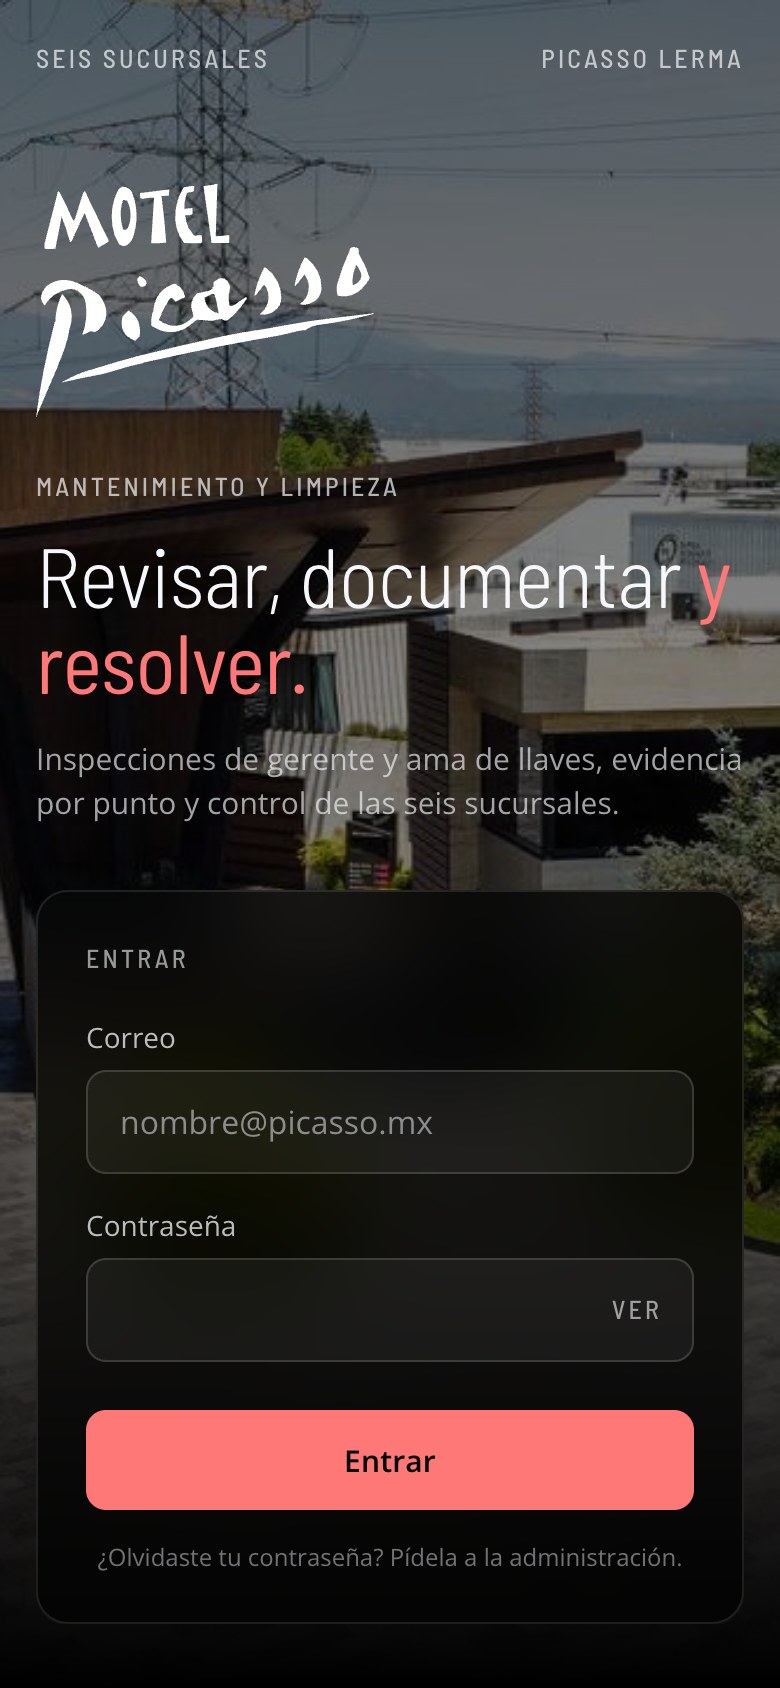 SEIS SUCURSALES
PICASSO LERMA
MOTEL
Picasso
MANTENIMIENTO Y LIMPIEZA
Revisar, documentar y
resolver.
Inspecciones de gerente y ama de llaves, evidencia
por punto y control de las seis sucursales.
ENTRAR
Correo
nombre@picasso.mx
Contraseña
VER
Entrar
¿Olvidaste tu contraseña? Pídela a la administración.